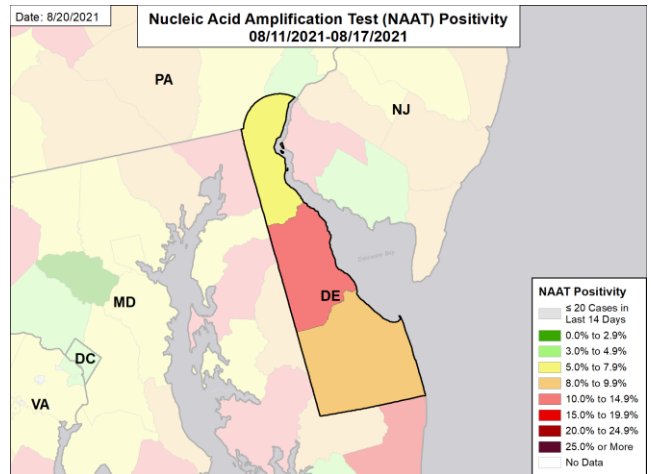 Date: 8/20/2021
Nucleic Acid Amplification Test (NAAT) Positivity
08/11/2021-08/17/2021
PA
NJ
Delaware Bay
MD
DE
DC
VA
NAAT Positivity
≤ 20 Cases in
Last 14 Days
0.0% to 2.9%
3.0% to 4.9%
5.0% to 7.9%
8.0% to 9.9%
10.0% to 14.9%
15.0% to 19.9%
20.0% to 24.9%
25.0% or More
No Data